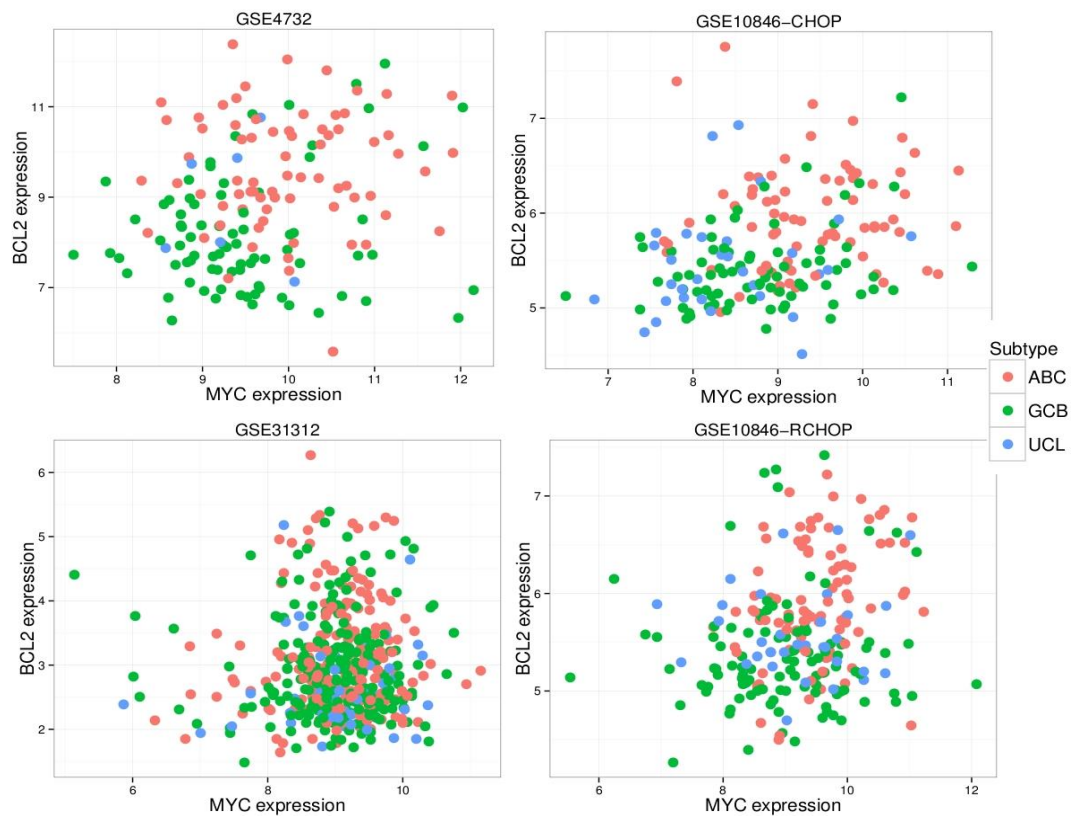 GSE4732
BCL2 expression
11
9
7
8 9 10 11 12
MYC expression
GSE10846−CHOP
BCL2 expression
7
6
5
7 8 9 10 11
MYC expression
Subtype
ABC
GCB
UCL
GSE31312
BCL2 expression
6
5
4
3
2
6 8 10
MYC expression
GSE10846−RCHOP
BCL2 expression
7
6
5
6 8 10 12
MYC expression